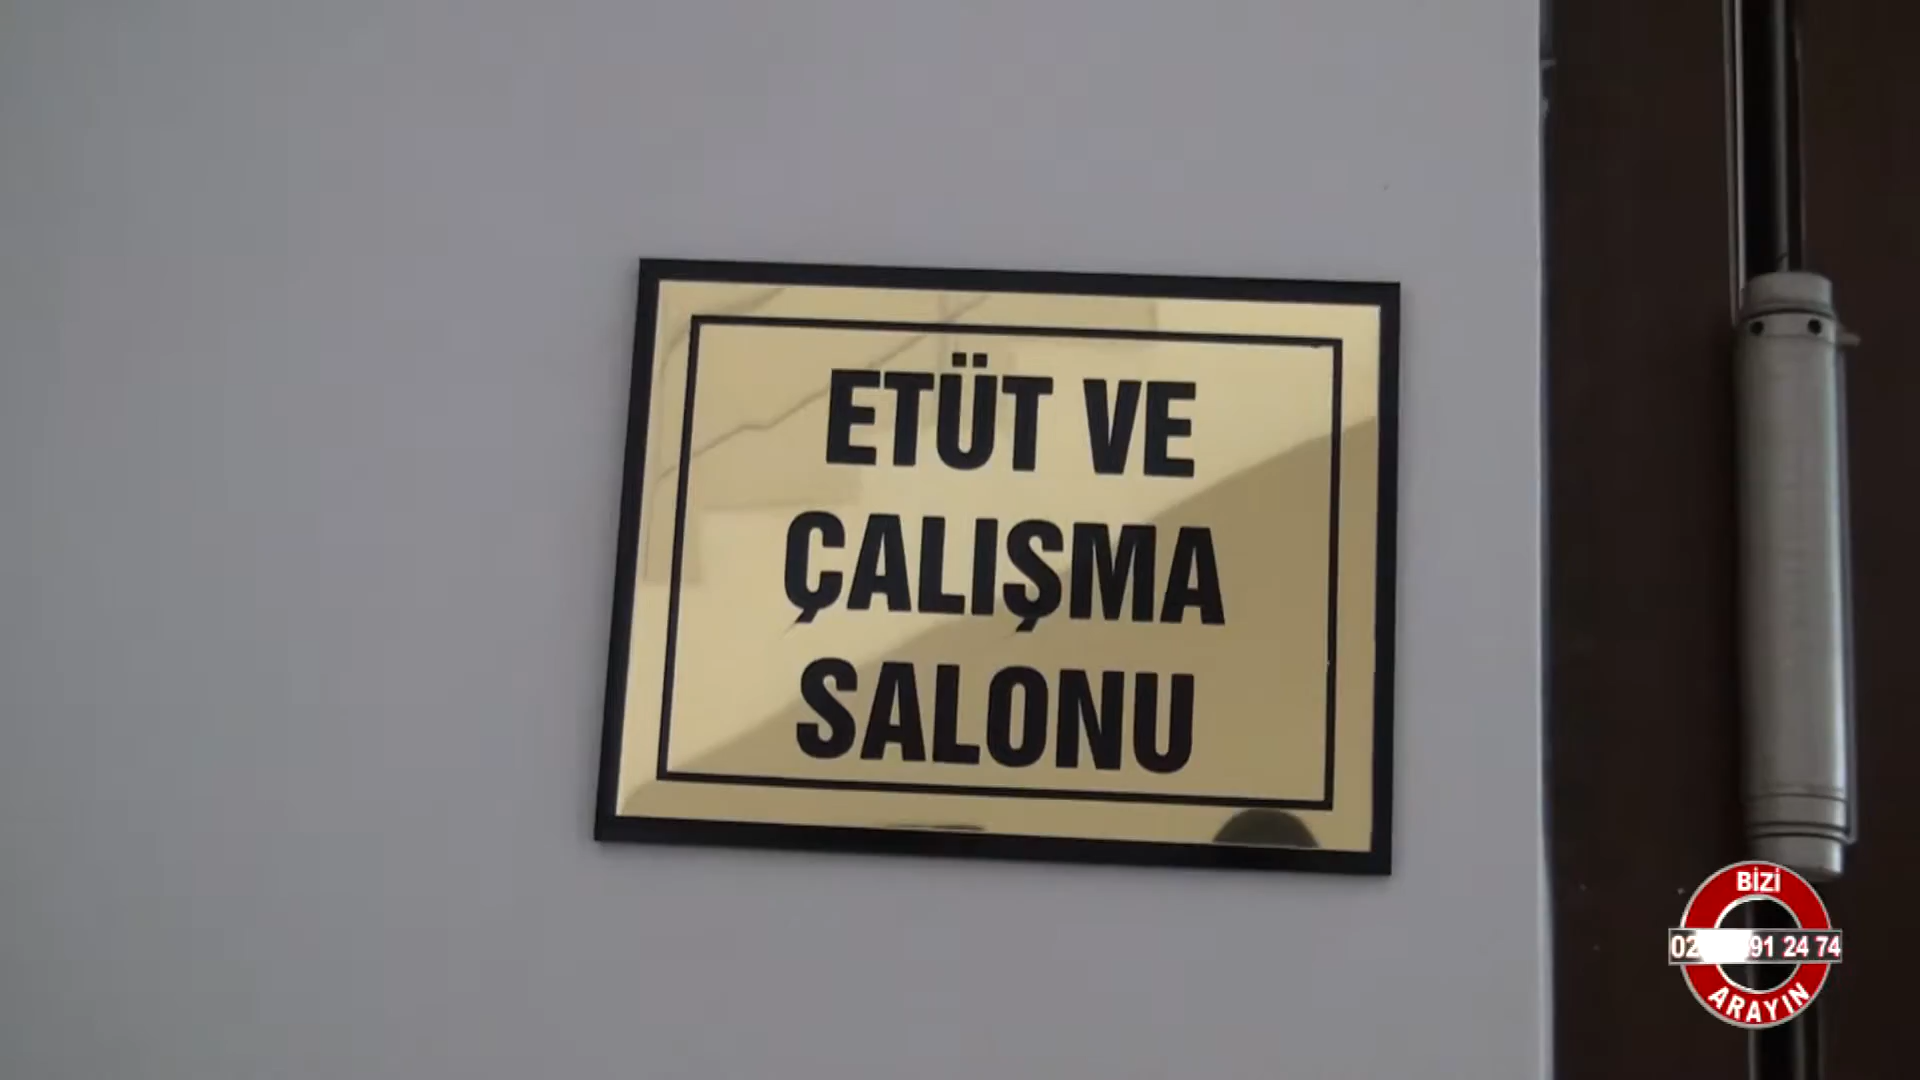 ETÜT VE
ÇALIŞMA
SALONU
BİZİ
91 24 74
ARAYIN